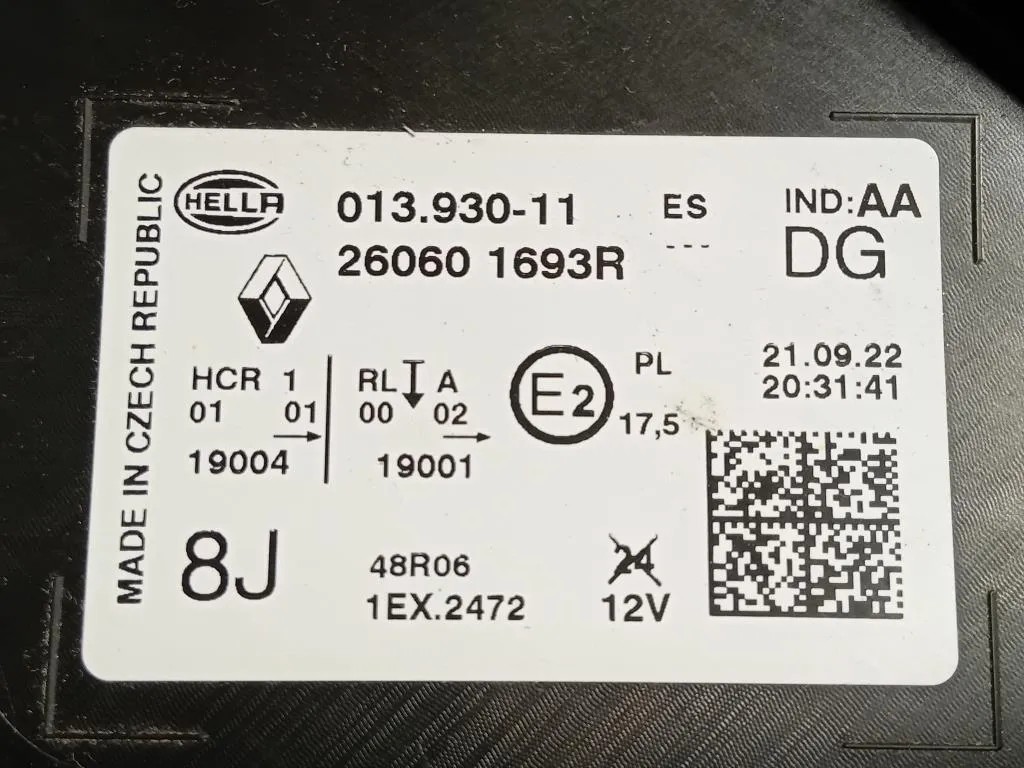 MADE IN CZECH REPUBLIC
HELLA
013.930-11
ES
IND:AA
26060 1693R
---
DG
HCR 1
01 01
19004
RL A
00 02
19001
E2
PL
17,5
21.09.22
20:31:41
8J
48R06
1EX.2472
24
12V